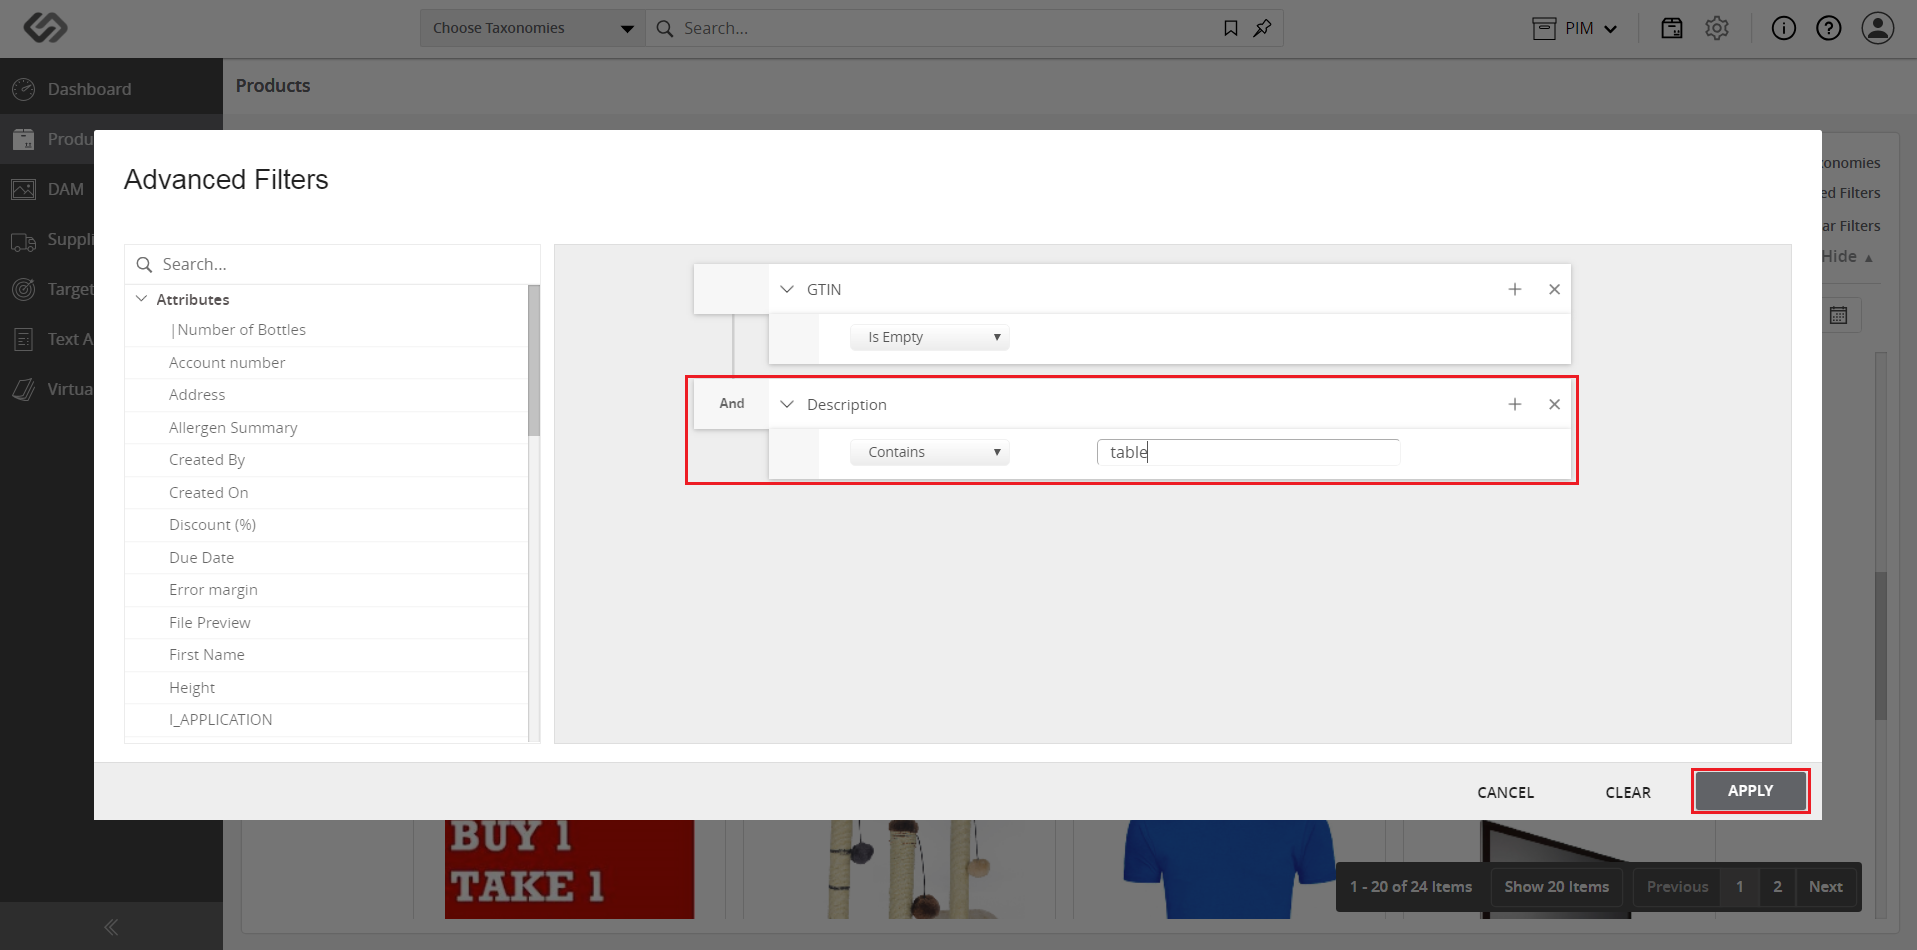 Choose Taxonomies
Search...
PIM
Dashboard
Products
Produ
DAM
Suppli
Target
Text A
Virtua
onomies
ed Filters
ar Filters
Hide
Advanced Filters
Search...
Attributes
|Number of Bottles
Account number
Address
Allergen Summary
Created By
Created On
Discount (%)
Due Date
Error margin
File Preview
First Name
Height
I_APPLICATION
GTIN
Is Empty
And
Description
Contains
table
CANCEL
CLEAR
APPLY
BUY 1
TAKE 1
1 - 20 of 24 Items
Show 20 Items
Previous
1
2
Next